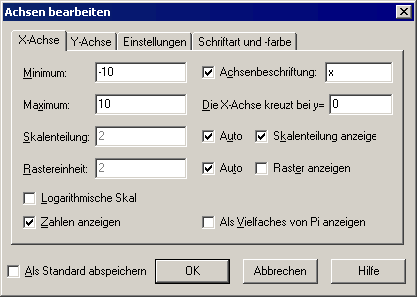 Achsen bearbeiten
X-Achse Y-Achse Einstellungen Schriftart und -farbe
Minimum: -10 Achsenbeschriftung: x
Maximum: 10 Die X-Achse kreuzt bei y= 0
Skalenteilung: 2 Auto Skalenteilung anzeige
Rastereinheit: 2 Auto Raster anzeigen
Logarithmische Skal
Zahlen anzeigen Als Vielfaches von Pi anzeigen
Als Standard abspeichern OK Abbrechen Hilfe